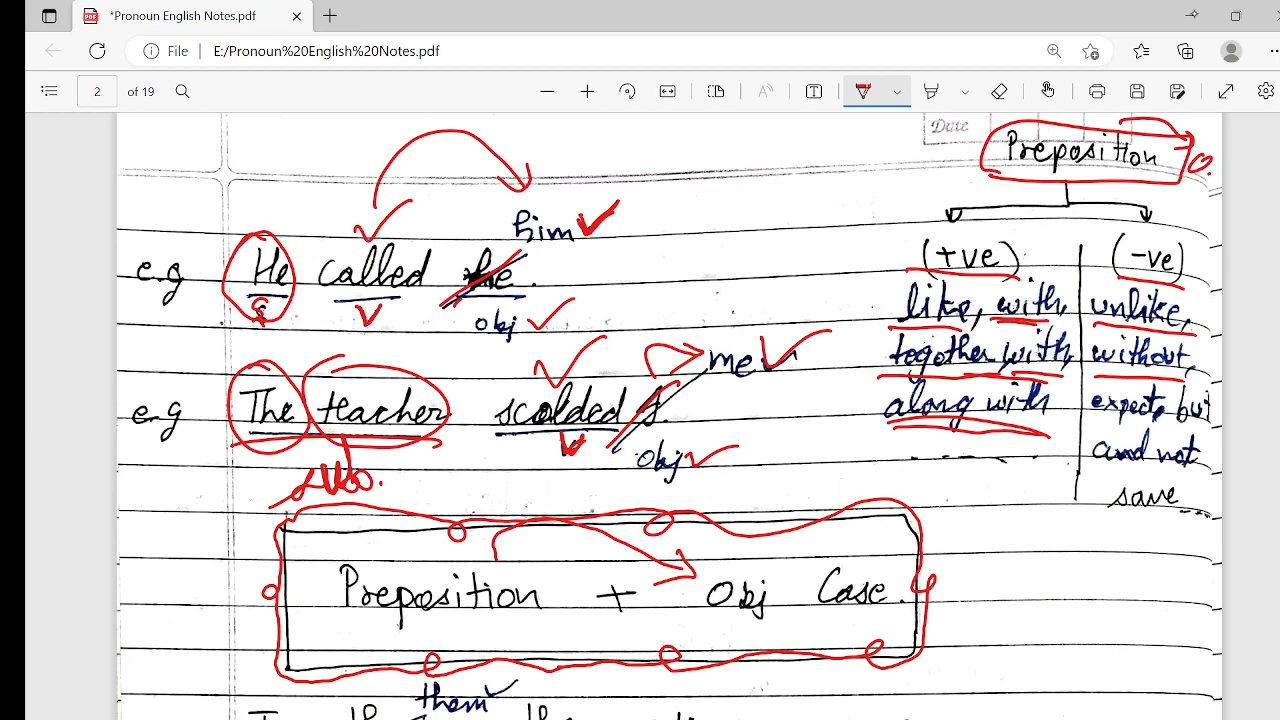 *Pronoun English Notes.pdf
File E:/Pronoun%20English%20Notes.pdf
2 of 19
Date
Preposition → O.
him
e.g He called he.
S V obj
me
e.g The teacher scolded I.
sub. V obj
(+ve) (-ve)
like, with, unlike,
together with, without,
along with expect, but
and not
save
Preposition + Obj Case.
them